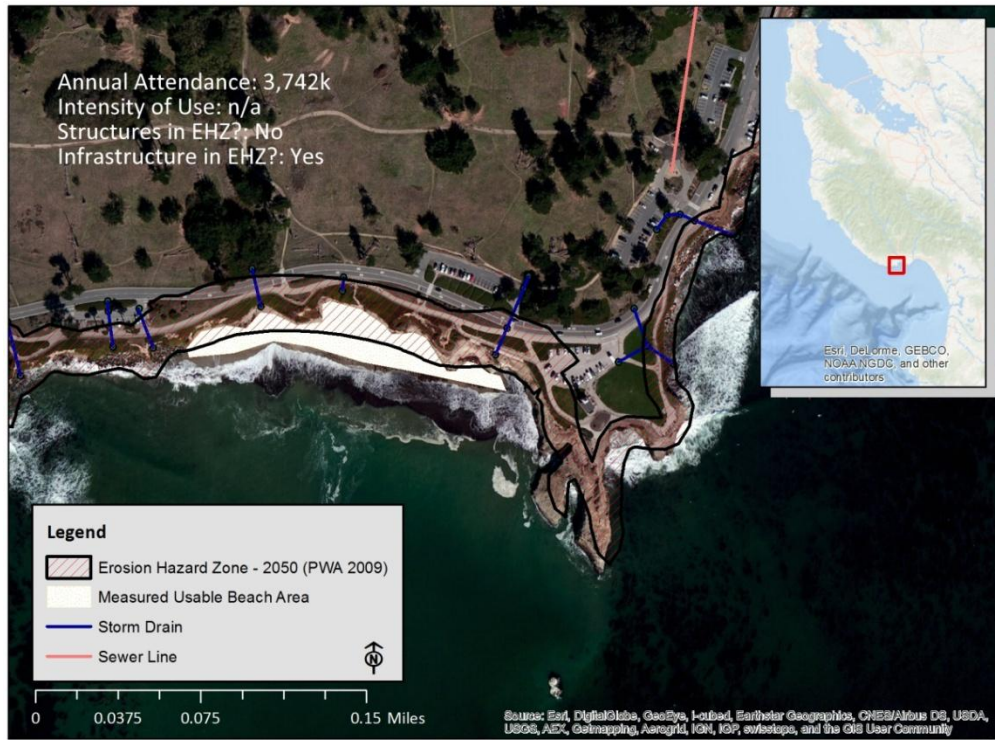 Annual Attendance: 3,742k
Intensity of Use: n/a
Structures in EHZ?: No
Infrastructure in EHZ?: Yes
Esri, DeLorme, GEBCO,
NOAA NGDC, and other
contributors
Legend
Erosion Hazard Zone - 2050 (PWA 2009)
Measured Usable Beach Area
Storm Drain
Sewer Line
N
0 0.0375 0.075 0.15 Miles
Source: Esri, DigitalGlobe, GeoEye, i-cubed, Earthstar Geographics, CNES/Airbus DS, USDA,
USGS, AEX, Getmapping, Aerogrid, IGN, IGP, swisstopo, and the GIS User Community